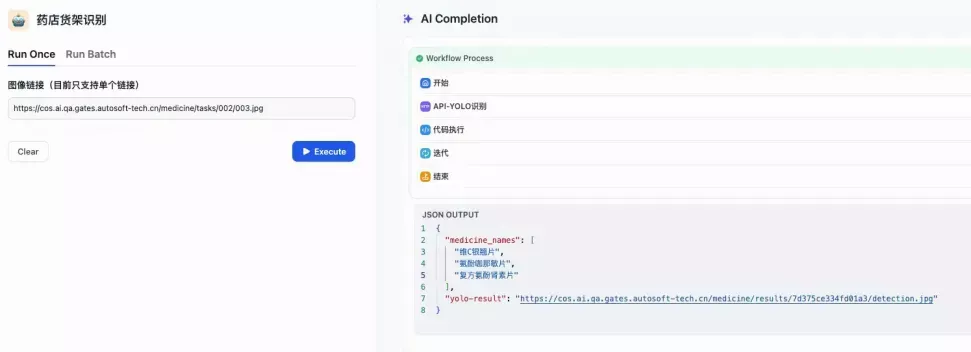 药店货架识别
Run Once Run Batch
图像链接（目前只支持单个链接）
https://cos.ai.qa.gates.autosoft-tech.cn/medicine/tasks/002/003.jpg
Clear
Execute
AI Completion
Workflow Process
开始
API-YOLO识别
代码执行
迭代
结束
JSON OUTPUT
1 {
2 "medicine_names": [
3 "维C银翘片",
4 "氨酚咖那敏片",
5 "复方氨酚肾素片"
6 ],
7 "yolo-result": "https://cos.ai.qa.gates.autosoft-tech.cn/medicine/results/7d375ce334fd01a3/detection.jpg"
8 }